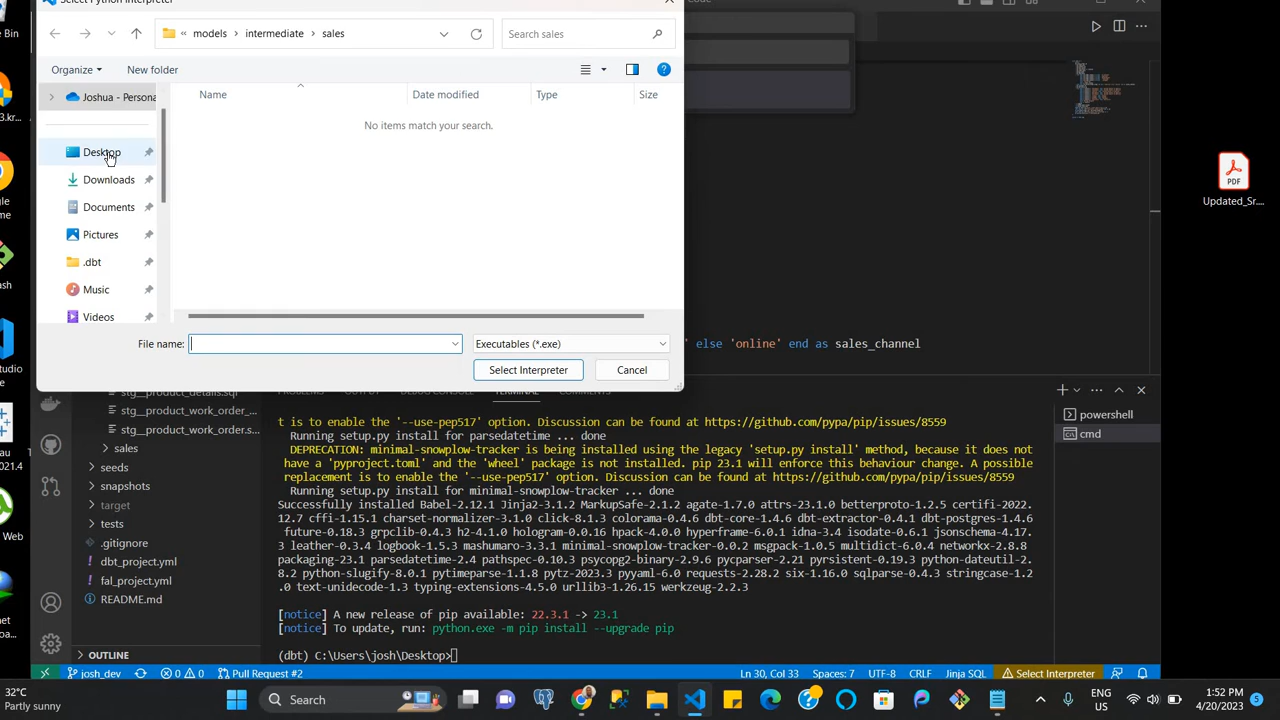 Select Python Interpreter
Code
« models > intermediate > sales
Search sales
Organize
New folder
Joshua - Persona
Name
Date modified
Type
Size
No items match your search.
Desktop
Downloads
Documents
Pictures
.dbt
Music
Videos
File name:
Executables (*.exe)
Select Interpreter
Cancel
' else 'online' end as sales_channel
Bin
PDF
Updated_Sr....
stg__product_details.sql
stg__product_work_order_...
stg__product_work_order.s...
sales
seeds
snapshots
target
tests
.gitignore
dbt_project.yml
fal_project.yml
README.md
OUTLINE
PROBLEMS
OUTPUT
TERMINAL
COMMENTS
powershell
cmd
t is to enable the '--use-pep517' option. Discussion can be found at https://github.com/pypa/pip/issues/8559
Running setup.py install for parsedatetime ... done
DEPRECATION: minimal-snowplow-tracker is being installed using the legacy 'setup.py install' method, because it does not
have a 'pyproject.toml' and the 'wheel' package is not installed. pip 23.1 will enforce this behaviour change. A possible
replacement is to enable the '--use-pep517' option. Discussion can be found at https://github.com/pypa/pip/issues/8559
Running setup.py install for minimal-snowplow-tracker ... done
Successfully installed Babel-2.12.1 Jinja2-3.1.2 MarkupSafe-2.1.2 agate-1.7.0 attrs-23.1.0 betterproto-1.2.5 certifi-2022.
12.7 cffi-1.15.1 charset-normalizer-3.1.0 click-8.1.3 colorama-0.4.6 dbt-core-1.4.6 dbt-extractor-0.4.1 dbt-postgres-1.4.6
future-0.18.3 grpclib-0.4.3 h2-4.1.0 hologram-0.0.16 hpack-4.0.0 hyperframe-6.0.1 idna-3.4 isodate-0.6.1 jsonschema-4.17.
3 leather-0.3.4 logbook-1.5.3 mashumaro-3.3.1 minimal-snowplow-tracker-0.0.2 msgpack-1.0.5 multidict-6.0.4 networkx-2.8.8
packaging-23.1 parsedatetime-2.4 pathspec-0.10.3 psycopg2-binary-2.9.6 pycparser-2.21 pyrsistent-0.19.3 python-dateutil-2.
8.2 python-slugify-8.0.1 pytimeparse-1.1.8 pytz-2023.3 pyyaml-6.0 requests-2.28.2 six-1.16.0 sqlparse-0.4.3 stringcase-1.2
.0 text-unidecode-1.3 typing-extensions-4.5.0 urllib3-1.26.15 werkzeug-2.2.3
[notice] A new release of pip available: 22.3.1 -> 23.1
[notice] To update, run: python.exe -m pip install --upgrade pip
(dbt) C:\Users\josh\Desktop>
josh_dev
0
0
Pull Request #2
Ln 30, Col 33
Spaces: 7
UTF-8
CRLF
Jinja SQL
Select Interpreter
32°C
Partly sunny
Search
ENG
US
1:52 PM
4/20/2023
5